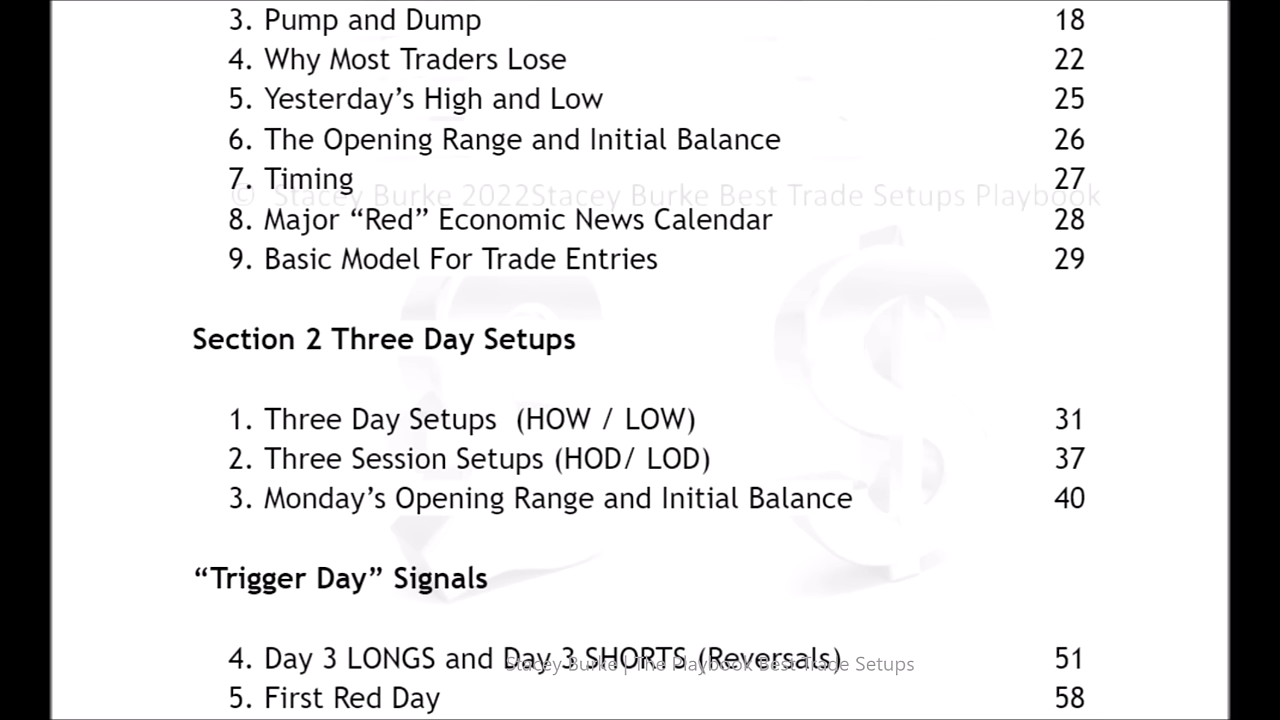 3. Pump and Dump 18
4. Why Most Traders Lose 22
5. Yesterday’s High and Low 25
6. The Opening Range and Initial Balance 26
7. Timing 27
© Stacey Burke 2022Stacey Burke Best Trade Setups Playbook
8. Major “Red” Economic News Calendar 28
9. Basic Model For Trade Entries 29
Section 2 Three Day Setups
1. Three Day Setups (HOW / LOW) 31
2. Three Session Setups (HOD/ LOD) 37
3. Monday’s Opening Range and Initial Balance 40
“Trigger Day” Signals
4. Day 3 LONGS and Day 3 SHORTS (Reversals) 51
Stacey Burke | The Playbook Best Trade Setups
5. First Red Day 58